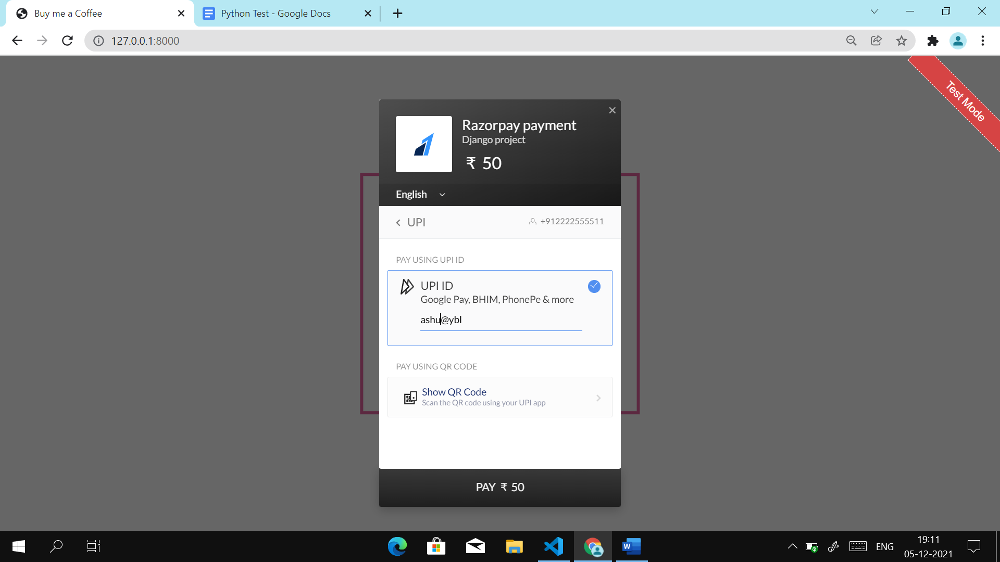 Buy me a Coffee
Python Test - Google Docs
127.0.0.1:8000
Test Mode
Razorpay payment
Django project
₹ 50
English
UPI
+912222555511
PAY USING UPI ID
UPI ID
Google Pay, BHIM, PhonePe & more
ashu@ybl
PAY USING QR CODE
Show QR Code
Scan the QR code using your UPI app
PAY ₹ 50
W
ENG
19:11
05-12-2021